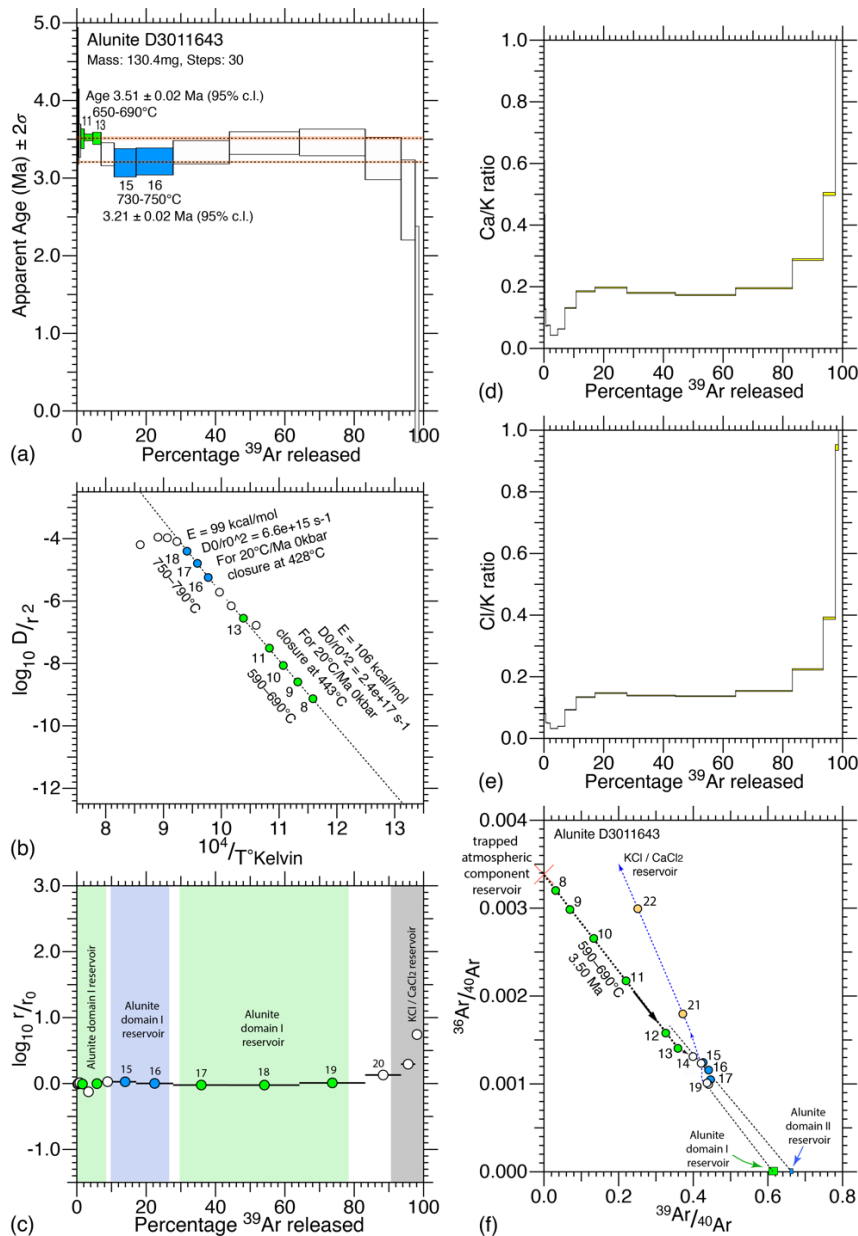 Alunite D3011643
Mass: 130.4mg, Steps: 30
Age 3.51 ± 0.02 Ma (95% c.l.)
650-690°C
11
13
15
16
730-750°C
3.21 ± 0.02 Ma (95% c.l.)
5.0
4.0
3.0
2.0
1.0
0.0
Apparent Age (Ma) ± 2σ
0
20
40
60
80
100
Percentage 39Ar released
(a)
1.0
0.8
0.6
0.4
0.2
0.0
Ca/K ratio
0
20
40
60
80
100
Percentage 39Ar released
(d)
-4
-6
-8
-10
-12
log10 D/r 2
E = 99 kcal/mol
D0/r0^2 = 6.6e+15 s-1
For 20°C/Ma 0kbar
closure at 428°C
18
17
16
750–790°C
13
11
10
9
8
590–690°C
E = 106 kcal/mol
D0/r0^2 = 2.4e+17 s-1
For 20°C/Ma 0kbar
closure at 443°C
8
9
10
11
12
13
10^4/T°Kelvin
(b)
1.0
0.8
0.6
0.4
0.2
0.0
Cl/K ratio
0
20
40
60
80
100
Percentage 39Ar released
(e)
3.0
2.0
1.0
0.0
-1.0
log10 r/r0
Alunite domain I reservoir
Alunite
domain I
reservoir
Alunite
domain I
reservoir
KCl / CaCl2 reservoir
15
16
17
18
19
20
0
20
40
60
80
100
Percentage 39Ar released
(c)
0.004
0.003
0.002
0.001
0.000
36Ar/40Ar
Alunite D3011643
trapped
atmospheric
component
reservoir
KCl / CaCl2
reservoir
8
9
10
11
12
13
14
15
16
17
19
21
22
590–690°C
3.50 Ma
Alunite
domain I
reservoir
Alunite
domain II
reservoir
0.0
0.2
0.4
0.6
0.8
39Ar/40Ar
(f)